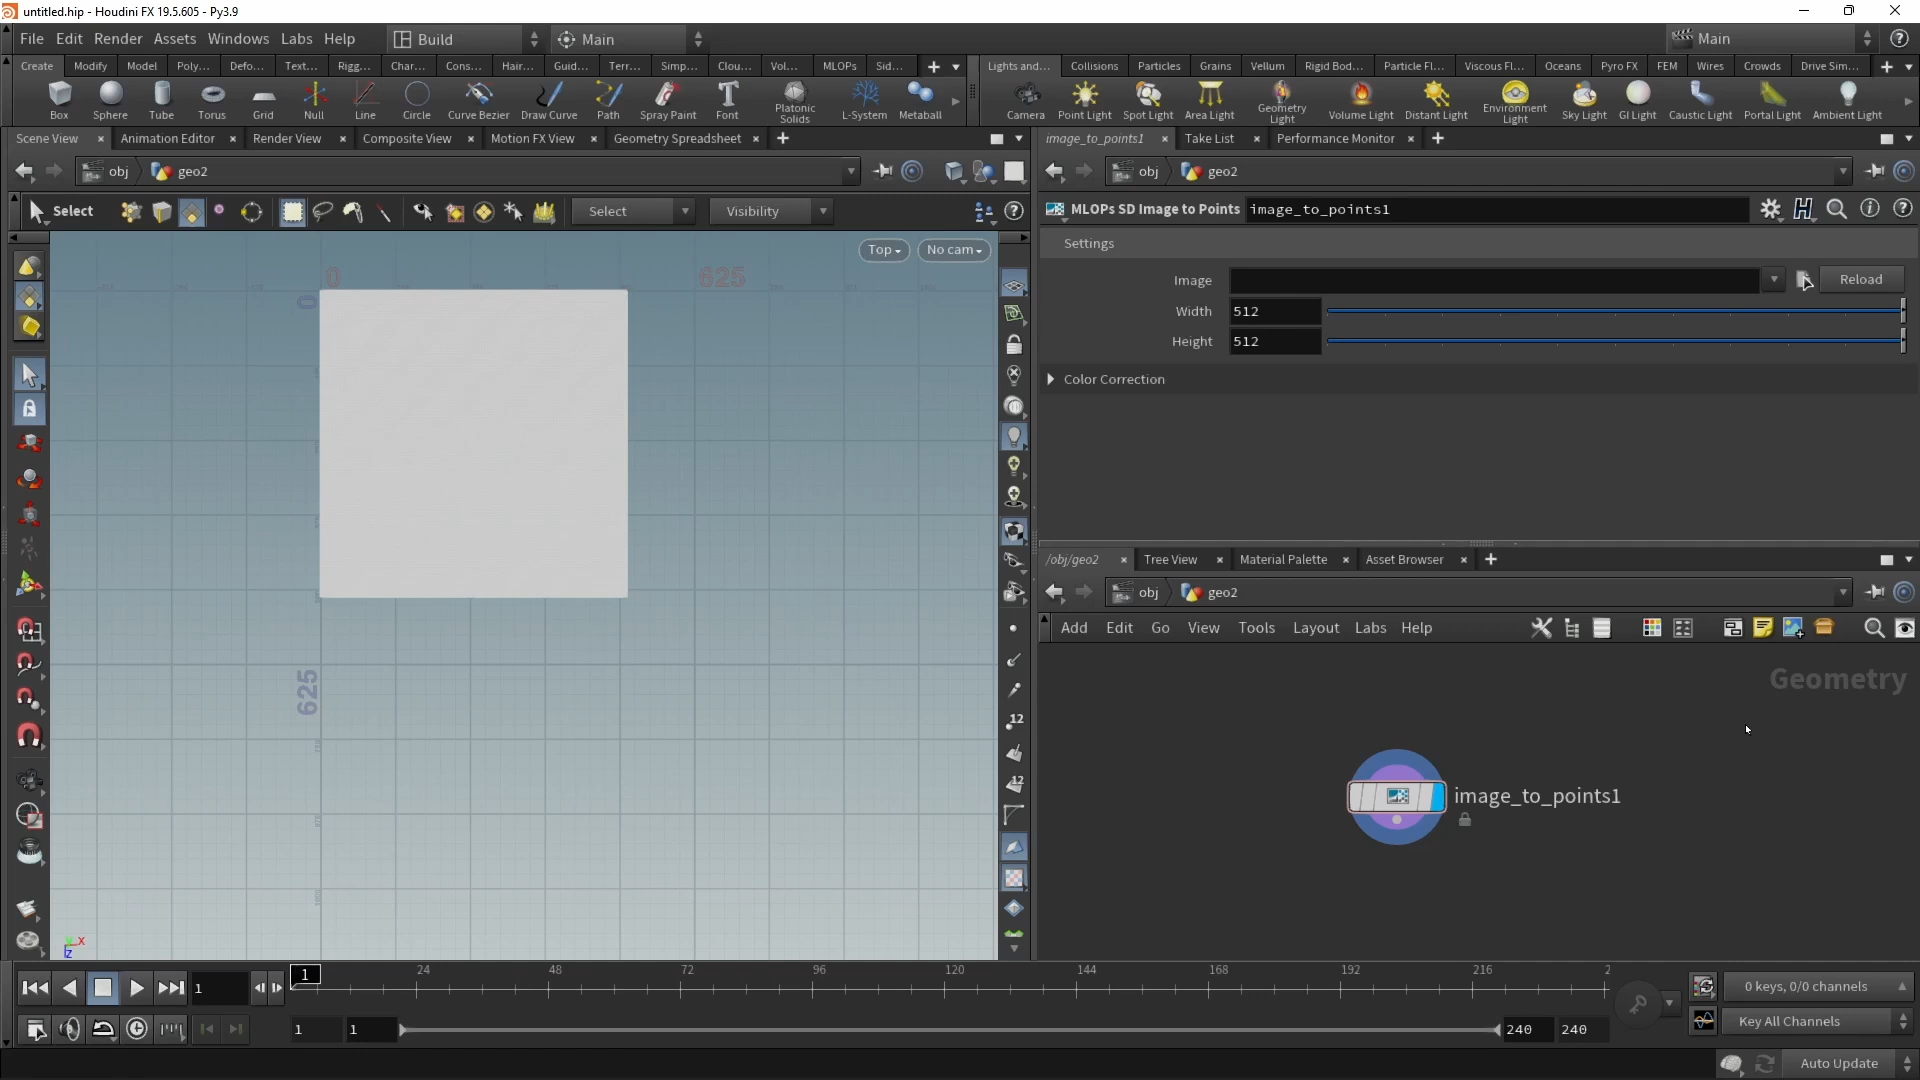 untitled.hip - Houdini FX 19.5.605 - Py3.9
File Edit Render Assets Windows Labs Help Build Main Main
Create Modify Model Poly... Defo... Text... Rigg... Char... Cons... Hair... Guid... Terr... Simp... Clou... Vol... MLOPs Sid...
Lights and... Collisions Particles Grains Vellum Rigid Bod... Particle Fl... Viscous Fl... Oceans Pyro FX FEM Wires Crowds Drive Sim...
Box Sphere Tube Torus Grid Null Line Circle Curve Bezier Draw Curve Path Spray Paint Font Platonic Solids L-System Metaball
Camera Point Light Spot Light Area Light Geometry Light Volume Light Distant Light Environment Light Sky Light GI Light Caustic Light Portal Light Ambient Light
Scene View Animation Editor Render View Composite View Motion FX View Geometry Spreadsheet
image_to_points1 Take List Performance Monitor
obj geo2
obj geo2
Select Select Visibility
MLOPs SD Image to Points image_to_points1
Top No cam
Settings
0 625
0
625
Image Reload
Width 512
Height 512
Color Correction
/obj/geo2 Tree View Material Palette Asset Browser
obj geo2
Add Edit Go View Tools Layout Labs Help
Geometry
image_to_points1
12
12
x
z
1 24 48 72 96 120 144 168 192 216 2
1
0 keys, 0/0 channels
1 1 240 240
Key All Channels
Auto Update